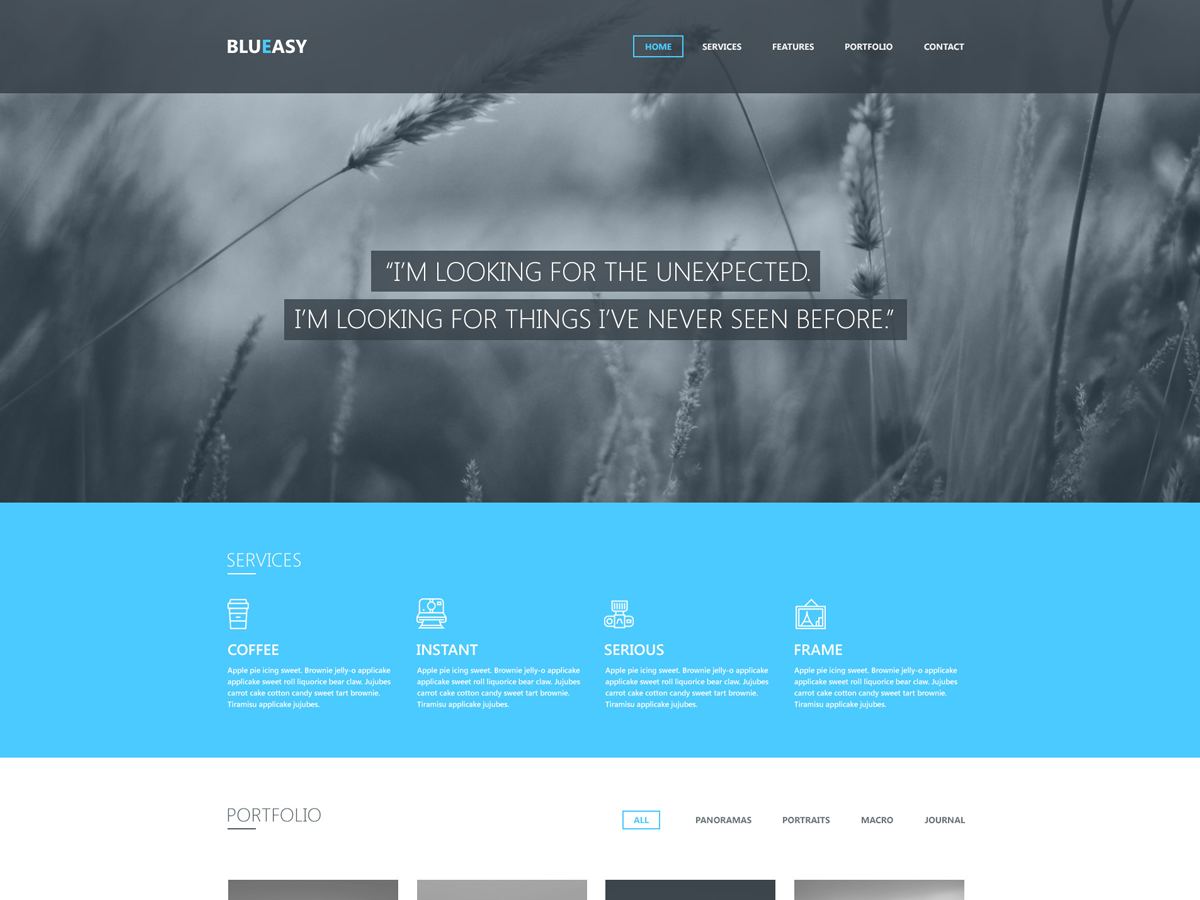 BLUEASY
HOME SERVICES FEATURES PORTFOLIO CONTACT
“I’M LOOKING FOR THE UNEXPECTED.
I’M LOOKING FOR THINGS I’VE NEVER SEEN BEFORE.”
SERVICES
COFFEE
Apple pie icing sweet. Brownie jelly-o applicake
applicake sweet roll liquorice bear claw. Jujubes
carrot cake cotton candy sweet tart brownie.
Tiramisu applicake jujubes.
INSTANT
Apple pie icing sweet. Brownie jelly-o applicake
applicake sweet roll liquorice bear claw. Jujubes
carrot cake cotton candy sweet tart brownie.
Tiramisu applicake jujubes.
SERIOUS
Apple pie icing sweet. Brownie jelly-o applicake
applicake sweet roll liquorice bear claw. Jujubes
carrot cake cotton candy sweet tart brownie.
Tiramisu applicake jujubes.
FRAME
Apple pie icing sweet. Brownie jelly-o applicake
applicake sweet roll liquorice bear claw. Jujubes
carrot cake cotton candy sweet tart brownie.
Tiramisu applicake jujubes.
PORTFOLIO
ALL PANORAMAS PORTRAITS MACRO JOURNAL